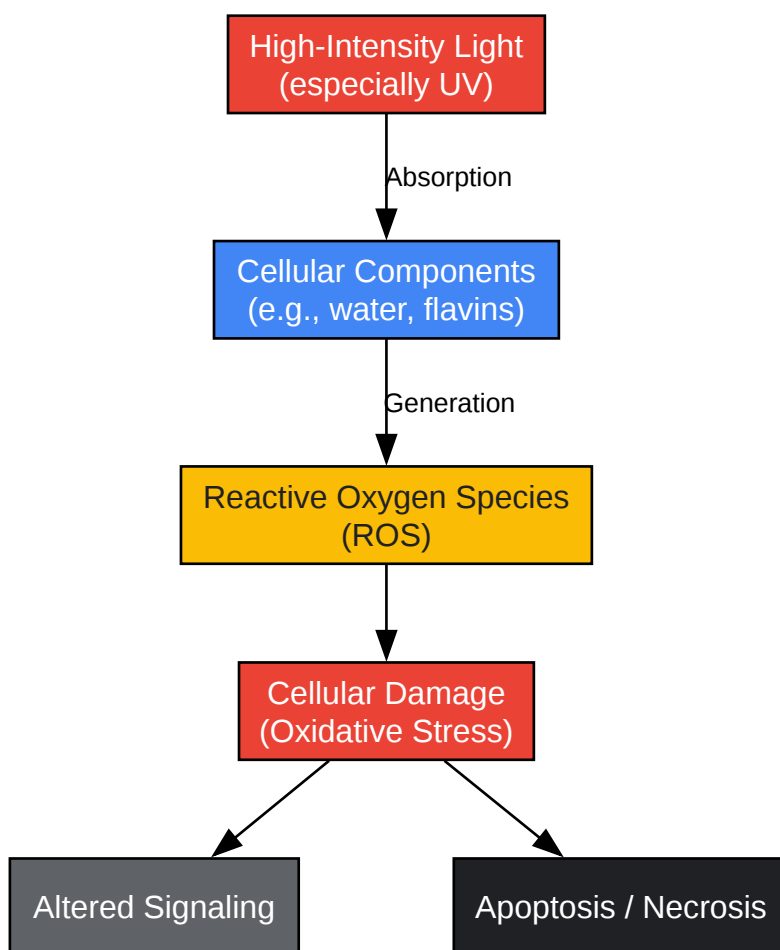 High-Intensity Light
(especially UV)
Absorption
Cellular Components
(e.g., water, flavins)
Generation
Reactive Oxygen Species
(ROS)
Cellular Damage
(Oxidative Stress)
Altered Signaling
Apoptosis / Necrosis